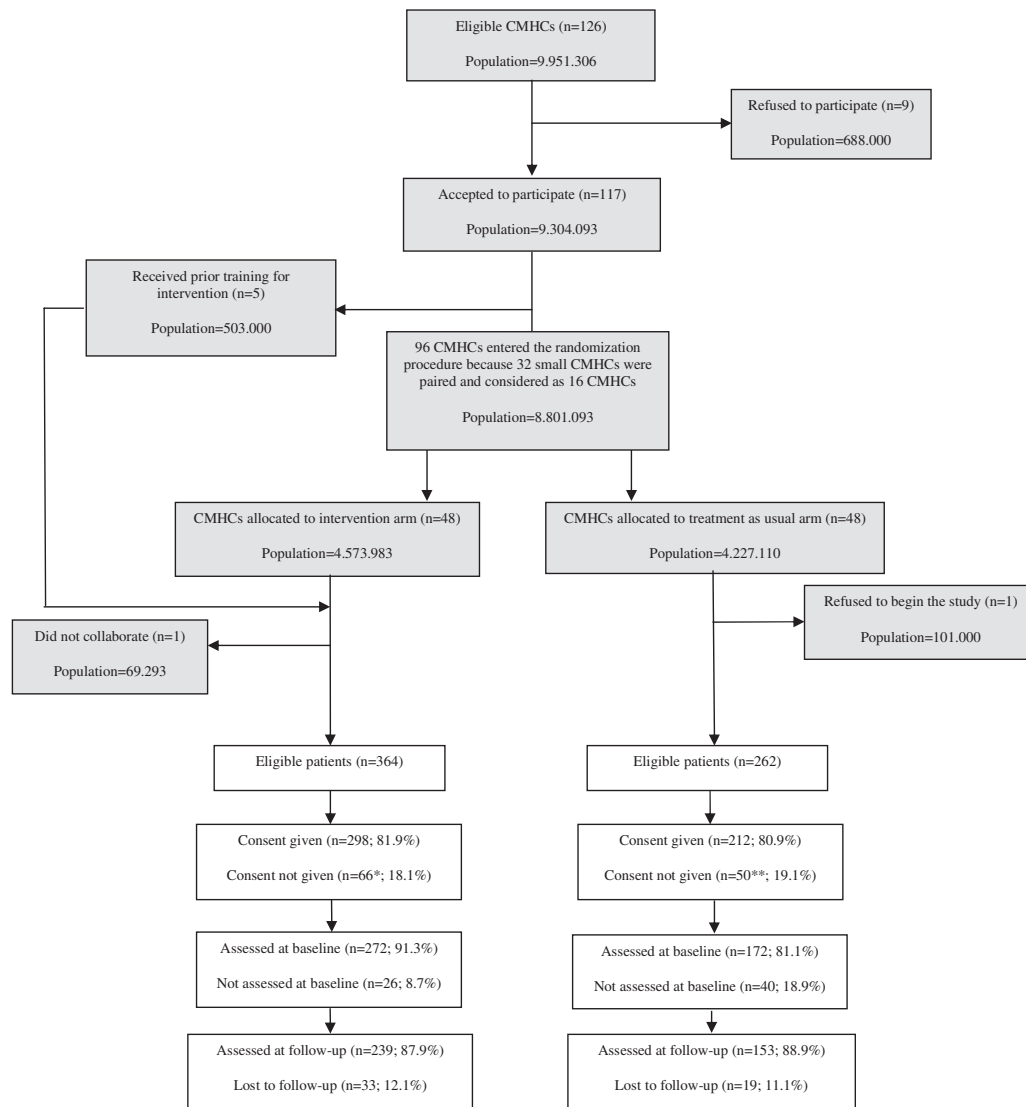 Eligible CMHCs (n=126)
Population=9.951.306
Refused to participate (n=9)
Population=688.000
Accepted to participate (n=117)
Population=9.304.093
Received prior training for
intervention (n=5)
Population=503.000
96 CMHCs entered the randomization
procedure because 32 small CMHCs were
paired and considered as 16 CMHCs
Population=8.801.093
CMHCs allocated to intervention arm (n=48)
Population=4.573.983
CMHCs allocated to treatment as usual arm (n=48)
Population=4.227.110
Refused to begin the study (n=1)
Population=101.000
Did not collaborate (n=1)
Population=69.293
Eligible patients (n=364)
Eligible patients (n=262)
Consent given (n=298; 81.9%)
Consent not given (n=66*; 18.1%)
Consent given (n=212; 80.9%)
Consent not given (n=50**; 19.1%)
Assessed at baseline (n=272; 91.3%)
Not assessed at baseline (n=26; 8.7%)
Assessed at baseline (n=172; 81.1%)
Not assessed at baseline (n=40; 18.9%)
Assessed at follow-up (n=239; 87.9%)
Lost to follow-up (n=33; 12.1%)
Assessed at follow-up (n=153; 88.9%)
Lost to follow-up (n=19; 11.1%)